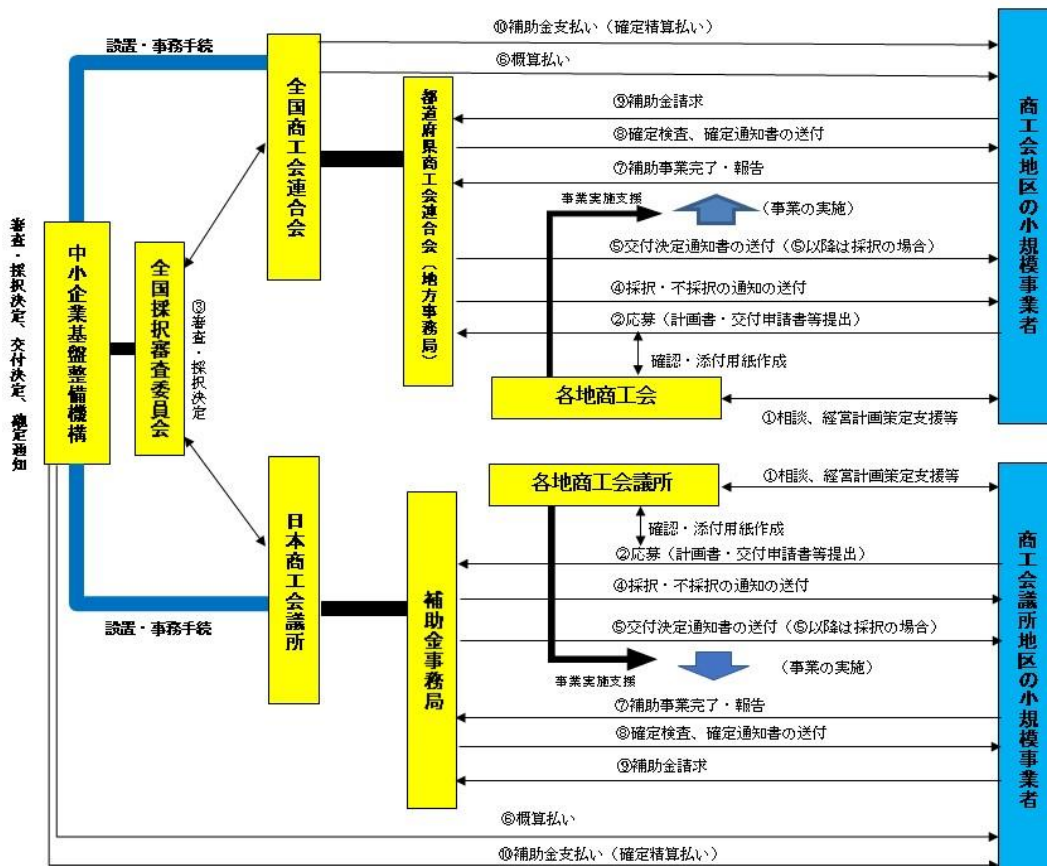 ⑩補助金支払い（確定精算払い）
設置・事務手続
⑥概算払い
全国商工会連合会
都道府県商工会連合会（地方事務局）
商工会地区の小規模事業者
⑨補助金請求
⑧確定検査、確定通知書の送付
⑦補助事業完了・報告
事業実施支援
（事業の実施）
⑤交付決定通知書の送付（⑤以降は採択の場合）
④採択・不採択の通知の送付
②応募（計画書・交付申請書等提出）
確認・添付用紙作成
各地商工会
①相談、経営計画策定支援等
審査・採択決定、交付決定、確定通知
中小企業基盤整備機構
全国採択審査委員会
③審査・採択決定
各地商工会議所
①相談、経営計画策定支援等
確認・添付用紙作成
②応募（計画書・交付申請書等提出）
日本商工会議所
補助金事務局
商工会議所地区の小規模事業者
④採択・不採択の通知の送付
⑤交付決定通知書の送付（⑤以降は採択の場合）
設置・事務手続
（事業の実施）
事業実施支援
⑦補助事業完了・報告
⑧確定検査、確定通知書の送付
⑨補助金請求
⑥概算払い
⑩補助金支払い（確定精算払い）